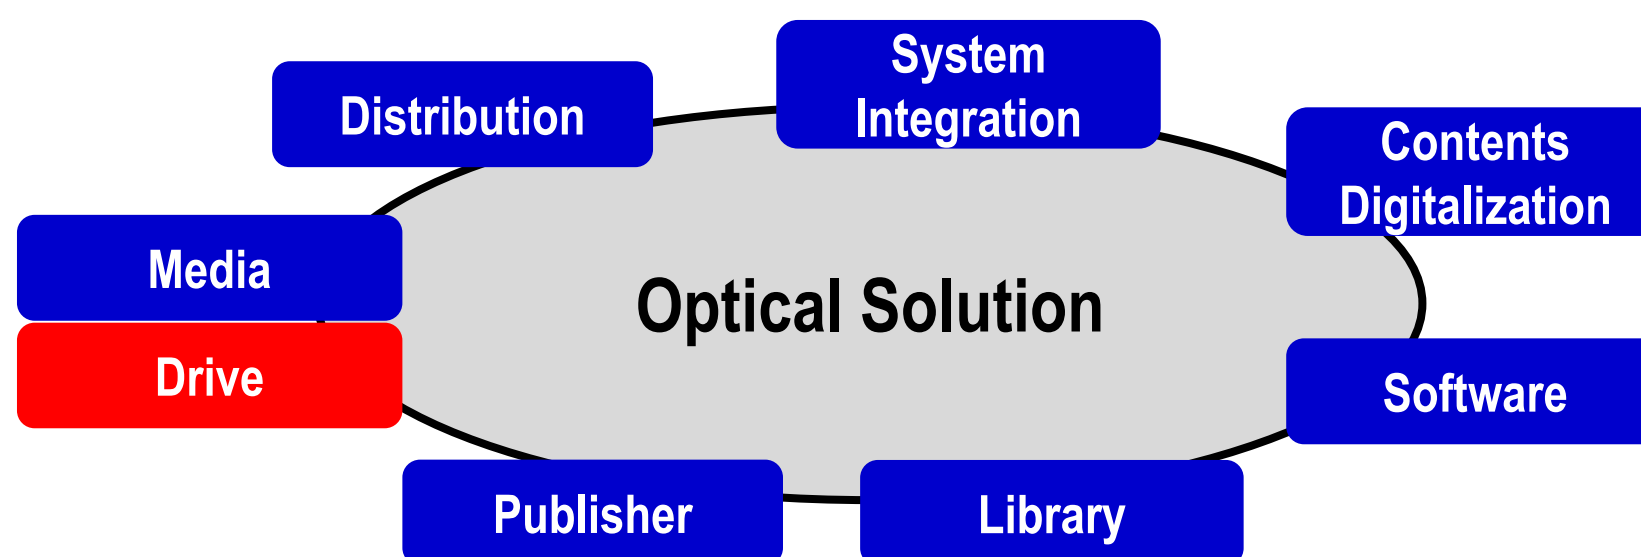 System
Integration
Distribution
Contents
Digitalization
Media
Optical Solution
Drive
Software
Publisher
Library